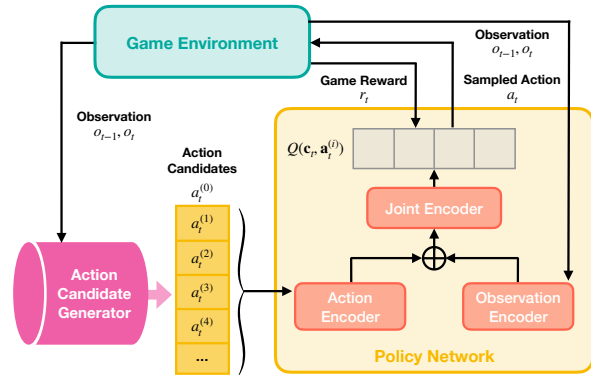 Game Environment
Observation
o_{t-1}, o_t
Game Reward
r_t
Sampled Action
a_t
Observation
o_{t-1}, o_t
Action
Candidates
a_t^{(0)}
a_t^{(1)}
a_t^{(2)}
a_t^{(3)}
a_t^{(4)}
...
Action
Candidate
Generator
Q(c_t, a_t^{(i)})
Joint Encoder
Action
Encoder
Observation
Encoder
Policy Network